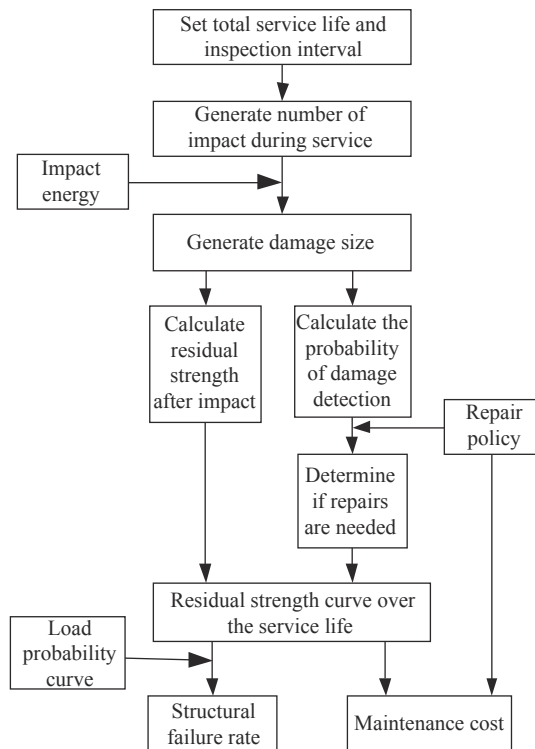 Set total service life and
inspection interval
Generate number of
impact during service
Impact
energy
Generate damage size
Calculate
residual
strength
after impact
Calculate the
probability
of damage
detection
Repair
policy
Determine
if repairs
are needed
Residual strength curve over
the service life
Load
probability
curve
Structural
failure rate
Maintenance cost